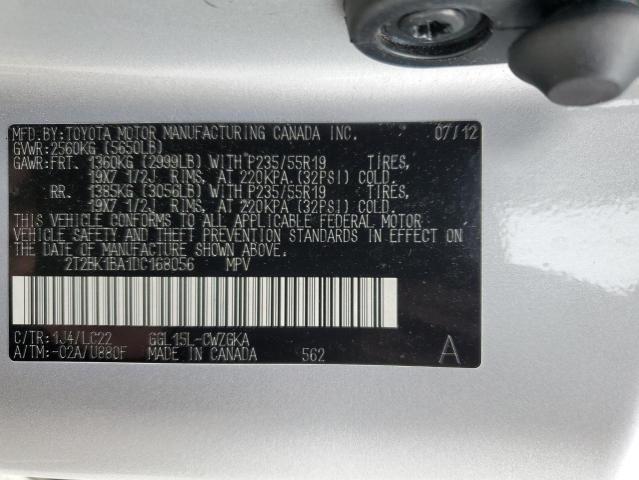 MFD.BY:TOYOTA MOTOR MANUFACTURING CANADA INC. 07/12
GVWR:2560KG (5650LB)
GAWR:FRT. 1360KG (2999LB) WITH P235/55R19 TIRES,
19X7 1/2J RIMS, AT 220KPA (32PSI) COLD.
RR. 1385KG (3056LB) WITH P235/55R19 TIRES,
19X7 1/2J RIMS, AT 220KPA (32PSI) COLD.
THIS VEHICLE CONFORMS TO ALL APPLICABLE FEDERAL MOTOR
VEHICLE SAFETY AND THEFT PREVENTION STANDARDS IN EFFECT ON
THE DATE OF MANUFACTURE SHOWN ABOVE.
2T2BK1BA1DC168056 MPV
C/TR: 1J4/LC22 GGL15L-CWZGKA
A/TM:-02A/U880F MADE IN CANADA 562 A